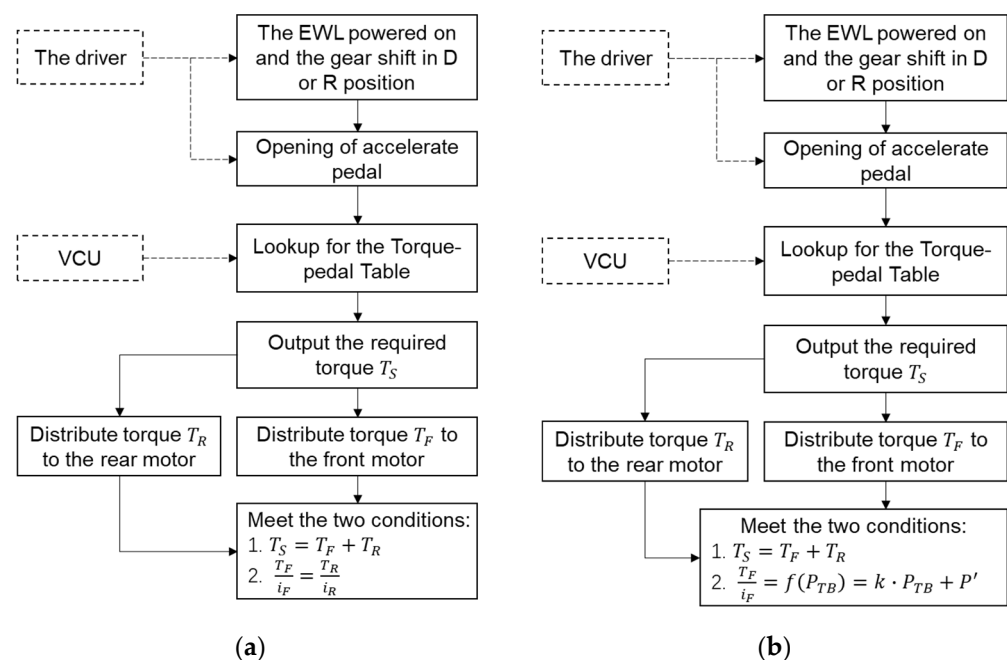 The driver
The EWL powered on
and the gear shift in D
or R position
Opening of accelerate
pedal
VCU
Lookup for the Torque-
pedal Table
Output the required
torque T_S
Distribute torque T_R
to the rear motor
Distribute torque T_F to
the front motor
Meet the two conditions:
1. T_S = T_F + T_R
2. T_F/i_F = T_R/i_R
(a)
The driver
The EWL powered on
and the gear shift in D
or R position
Opening of accelerate
pedal
VCU
Lookup for the Torque-
pedal Table
Output the required
torque T_S
Distribute torque T_R
to the rear motor
Distribute torque T_F to
the front motor
Meet the two conditions:
1. T_S = T_F + T_R
2. T_F/i_F = f(P_TB) = k · P_TB + P′
(b)